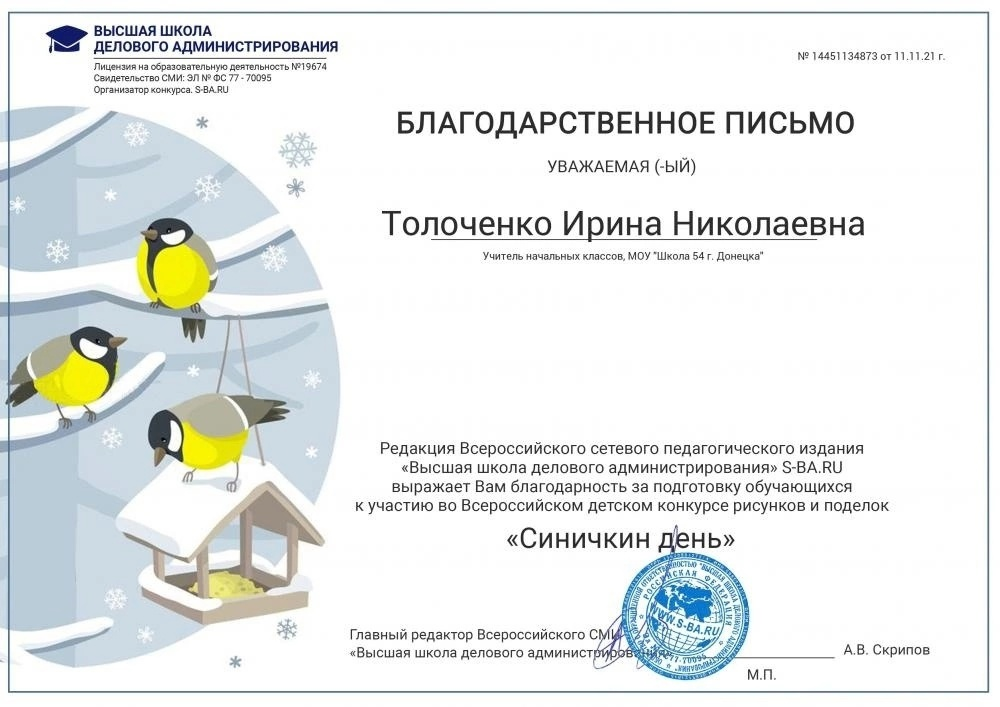 ВЫСШАЯ ШКОЛА
ДЕЛОВОГО АДМИНИСТРИРОВАНИЯ
Лицензия на образовательную деятельность №19674
Свидетельство СМИ: ЭЛ № ФС 77 - 70095
Организатор конкурса. S-BA.RU
№ 14451134873 от 11.11.21 г.
БЛАГОДАРСТВЕННОЕ ПИСЬМО
УВАЖАЕМАЯ (-ЫЙ)
Толоченко Ирина Николаевна
Учитель начальных классов, МОУ "Школа 54 г. Донецка"
Редакция Всероссийского сетевого педагогического издания
«Высшая школа делового администрирования» S-BA.RU
выражает Вам благодарность за подготовку обучающихся
к участию во Всероссийском детском конкурсе рисунков и поделок
«Синичкин день»
Главный редактор Всероссийского СМИ
«Высшая школа делового администрирования»
А.В. Скрипов
М.П.
РОССИЙСКАЯ ФЕДЕРАЦИЯ
WWW.S-BA.RU